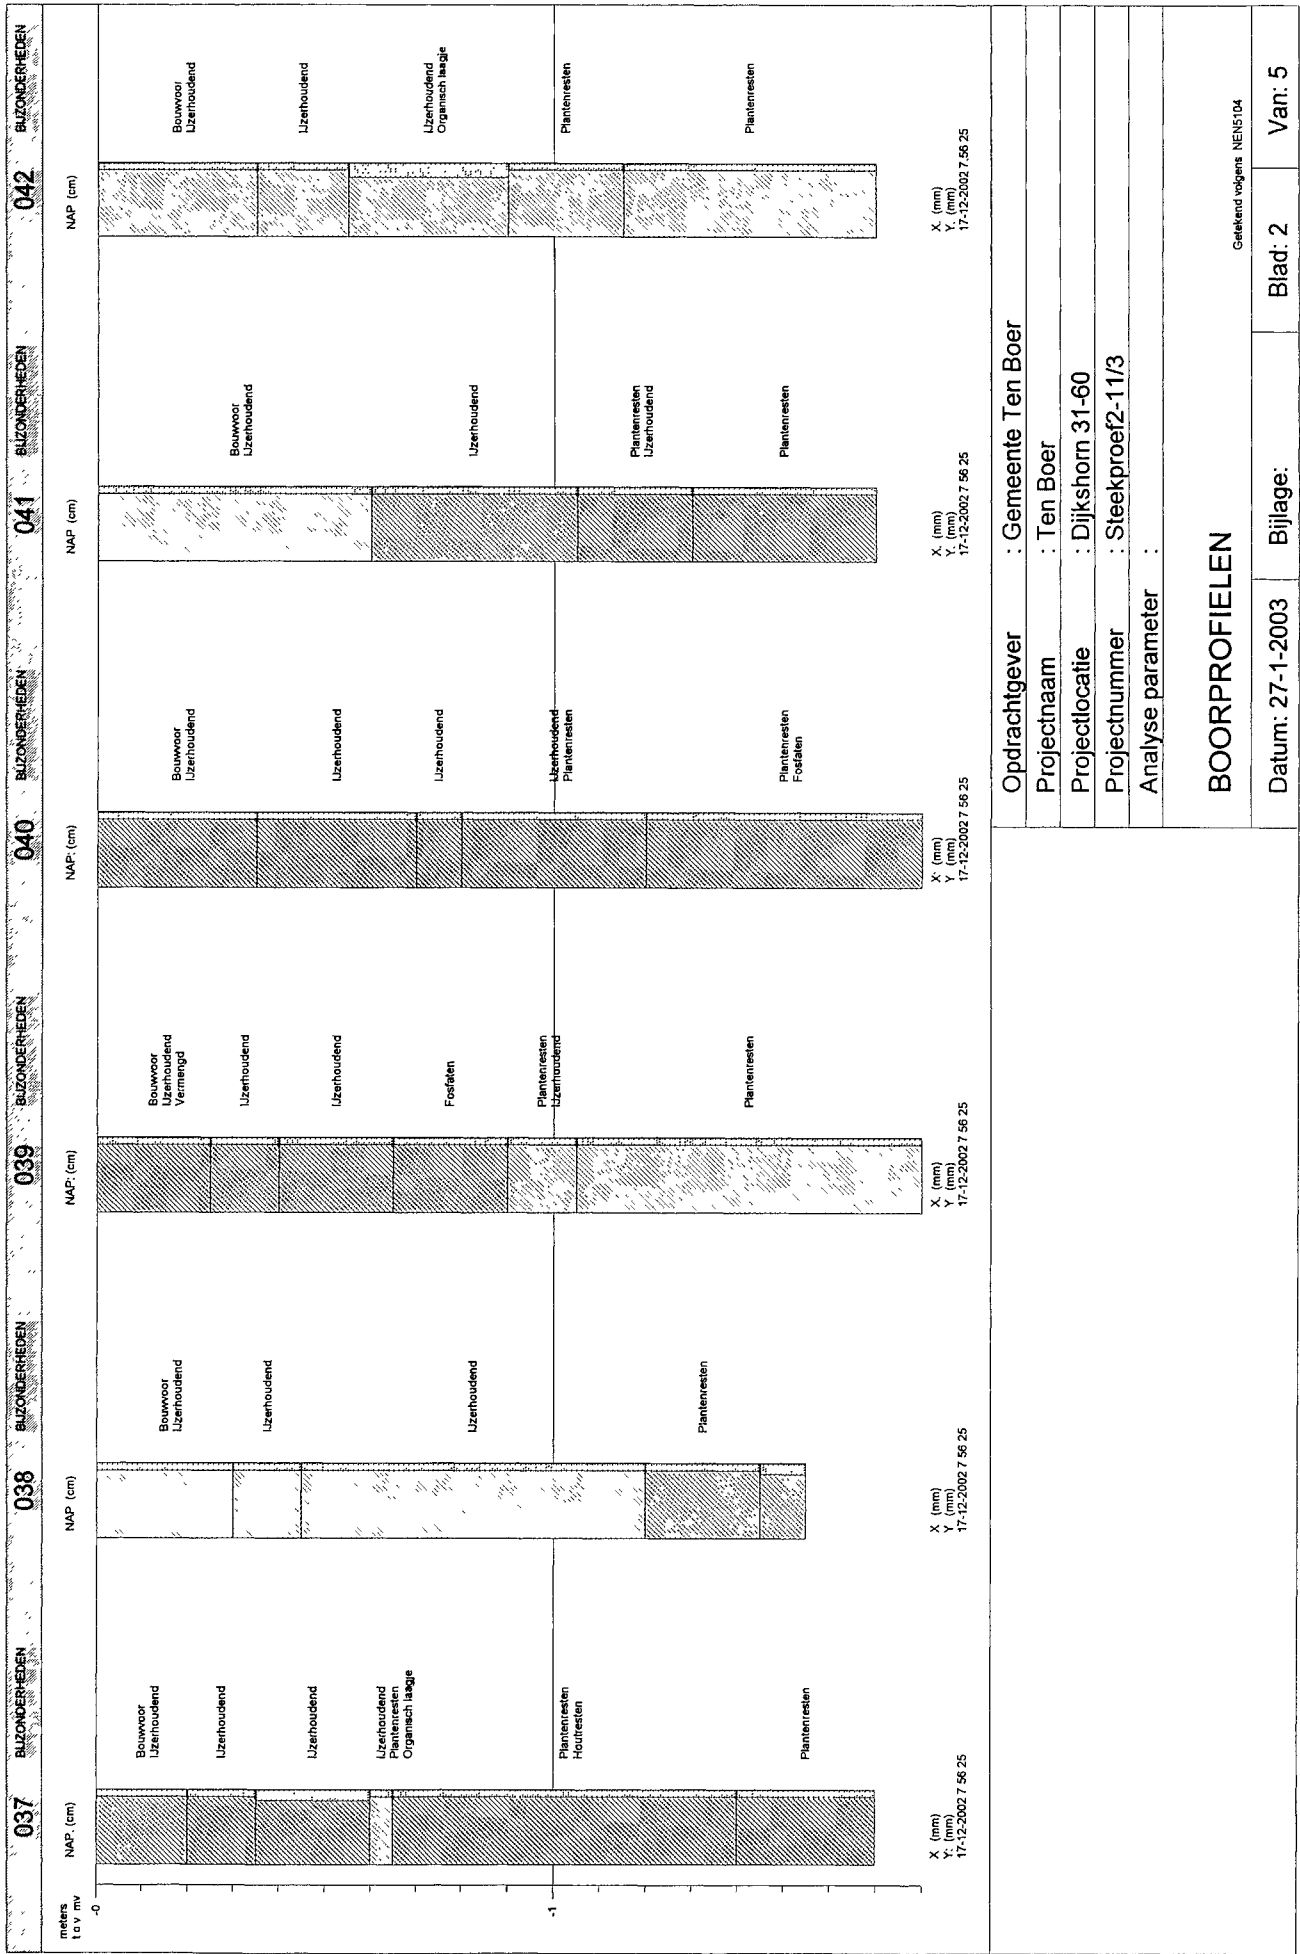 037 BIJZONDERHEDEN 038 BIJZONDERHEDEN 039 BIJZONDERHEDEN 040 BIJZONDERHEDEN 041 BIJZONDERHEDEN 042 BIJZONDERHEDEN
meters
t o v mv
-0
-1
NAP. (cm)
Bouwvoor
IJzerhoudend
IJzerhoudend
IJzerhoudend
IJzerhoudend
Plantenresten
Organisch laagje
Plantenresten
Houtresten
Plantenresten
X (mm)
Y: (mm)
17-12-2002 7 56 25
NAP (cm)
Bouwvoor
IJzerhoudend
IJzerhoudend
IJzerhoudend
Plantenresten
X (mm)
Y (mm)
17-12-2002 7 56 25
NAP: (cm)
Bouwvoor
IJzerhoudend
Vermengd
IJzerhoudend
IJzerhoudend
Fosfaten
Plantenresten
IJzerhoudend
Plantenresten
X. (mm)
Y (mm)
17-12-2002 7 56 25
NAP: (cm)
Bouwvoor
IJzerhoudend
IJzerhoudend
IJzerhoudend
IJzerhoudend
Plantenresten
Plantenresten
Fosfaten
X· (mm)
Y (mm)
17-12-2002 7 56 25
NAP (cm)
Bouwvoor
IJzerhoudend
IJzerhoudend
Plantenresten
IJzerhoudend
Plantenresten
X. (mm)
Y. (mm)
17-12-2002 7 56 25
NAP (cm)
Bouwvoor
IJzerhoudend
IJzerhoudend
IJzerhoudend
Organisch laagje
Plantenresten
Plantenresten
X. (mm)
Y. (mm)
17-12-2002 7.56 25
Opdrachtgever : Gemeente Ten Boer
Projectnaam : Ten Boer
Projectlocatie : Dijkshorn 31-60
Projectnummer : Steekproef2-11/3
Analyse parameter :
BOORPROFIELEN
Getekend volgens NEN5104
Datum: 27-1-2003 Bijlage: Blad: 2 Van: 5